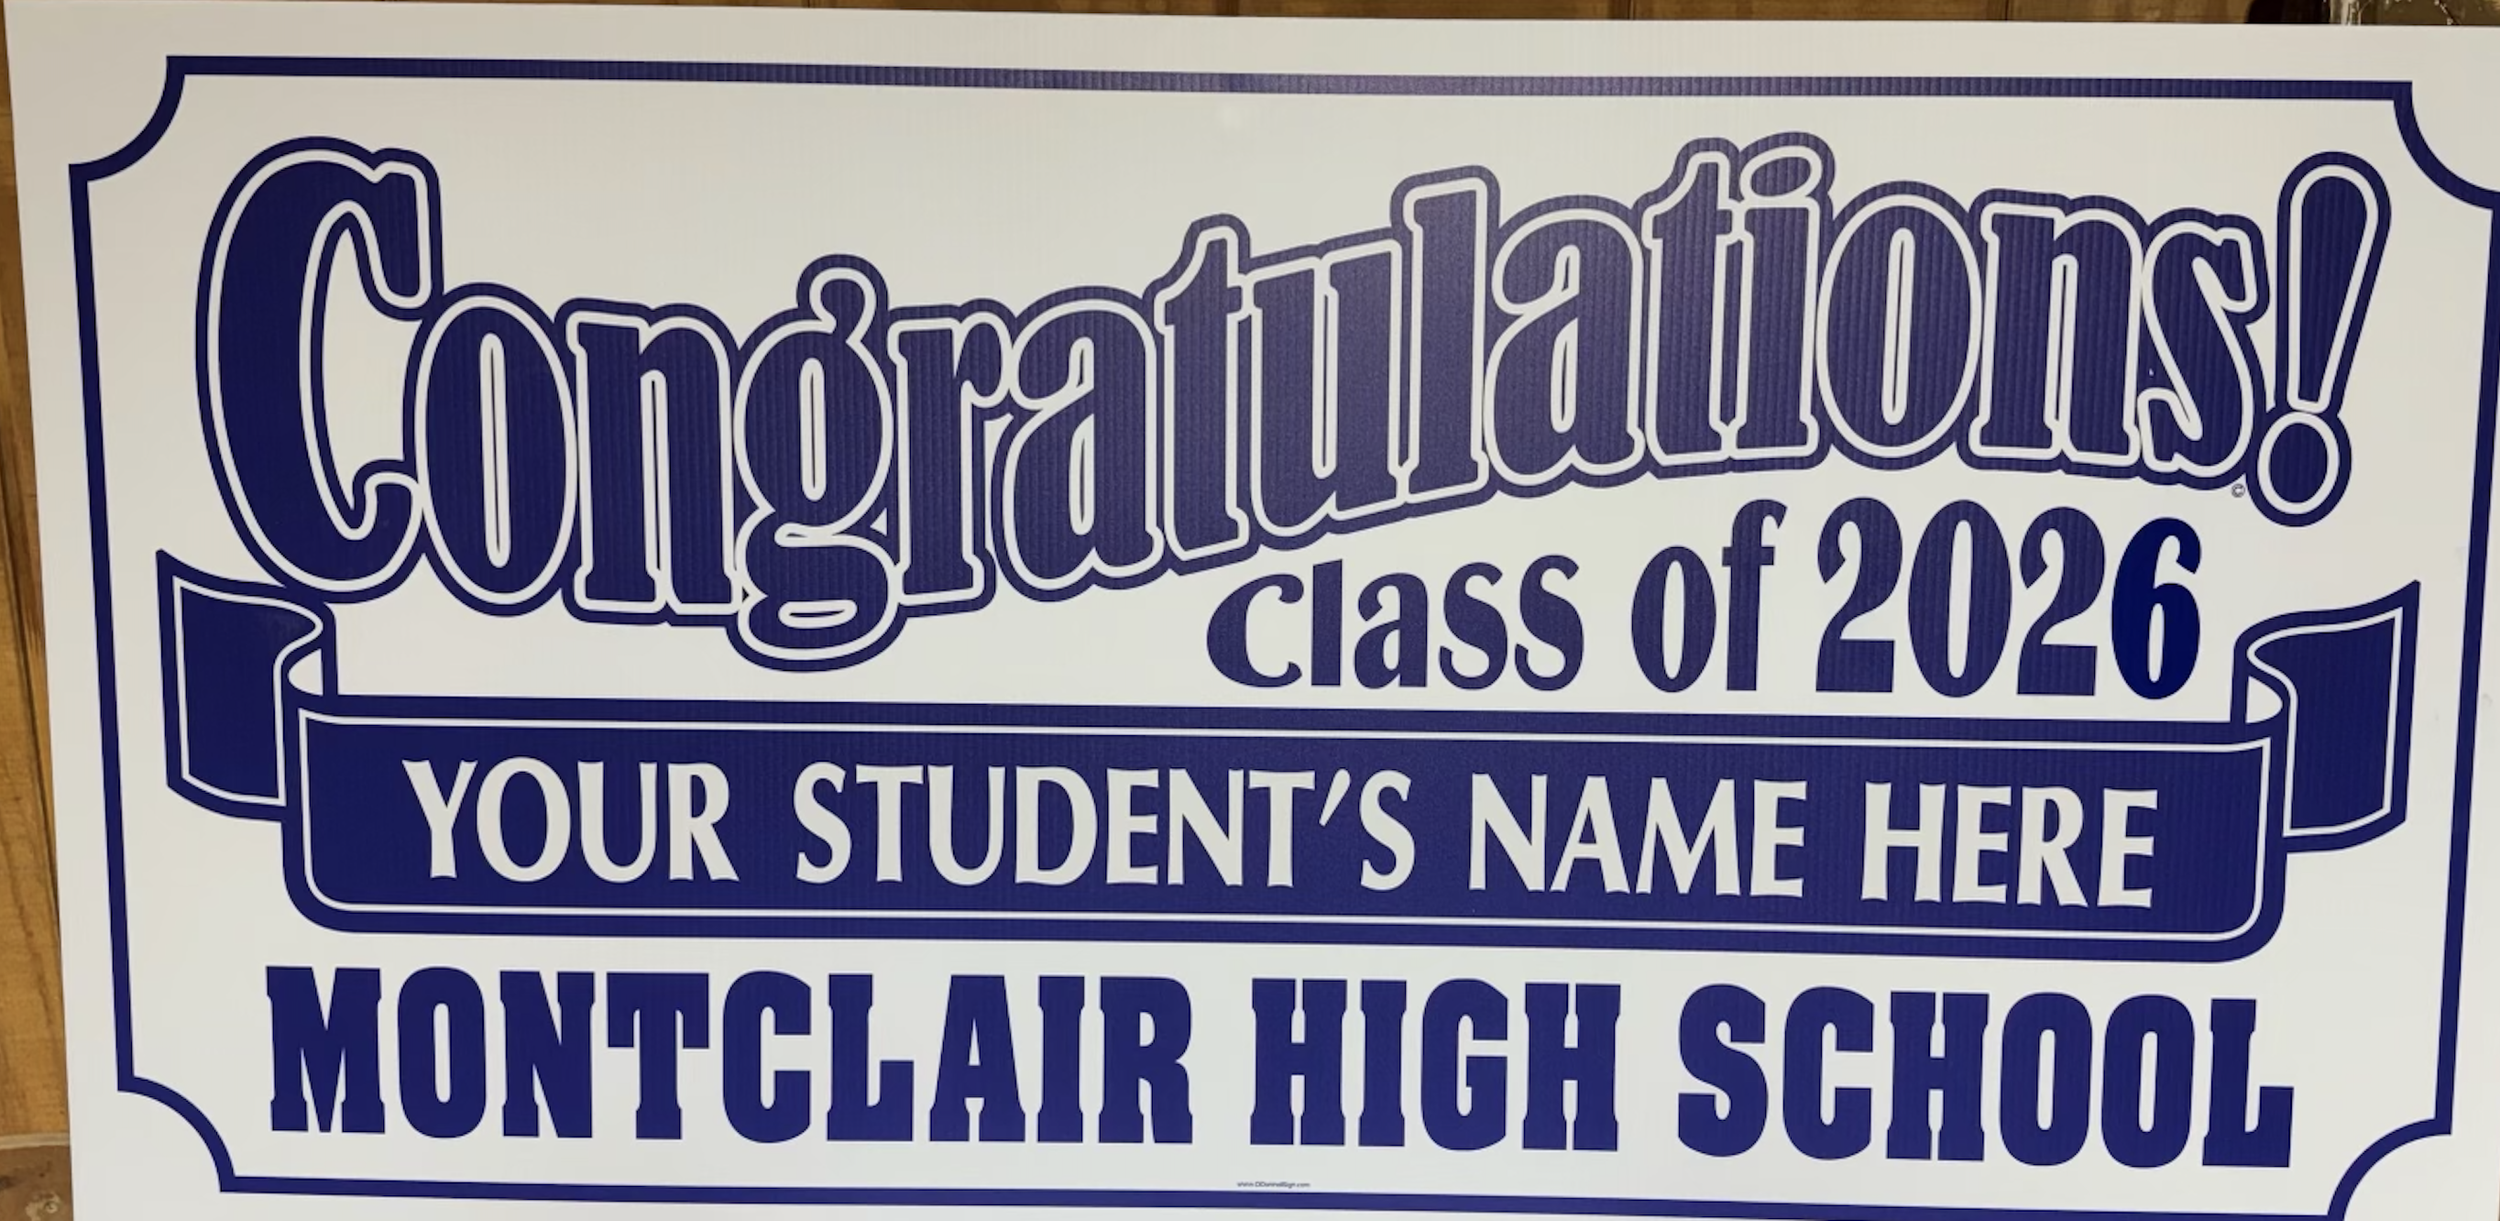 Congratulations!
©
class of 2026
YOUR STUDENT'S NAME HERE
MONTCLAIR HIGH SCHOOL